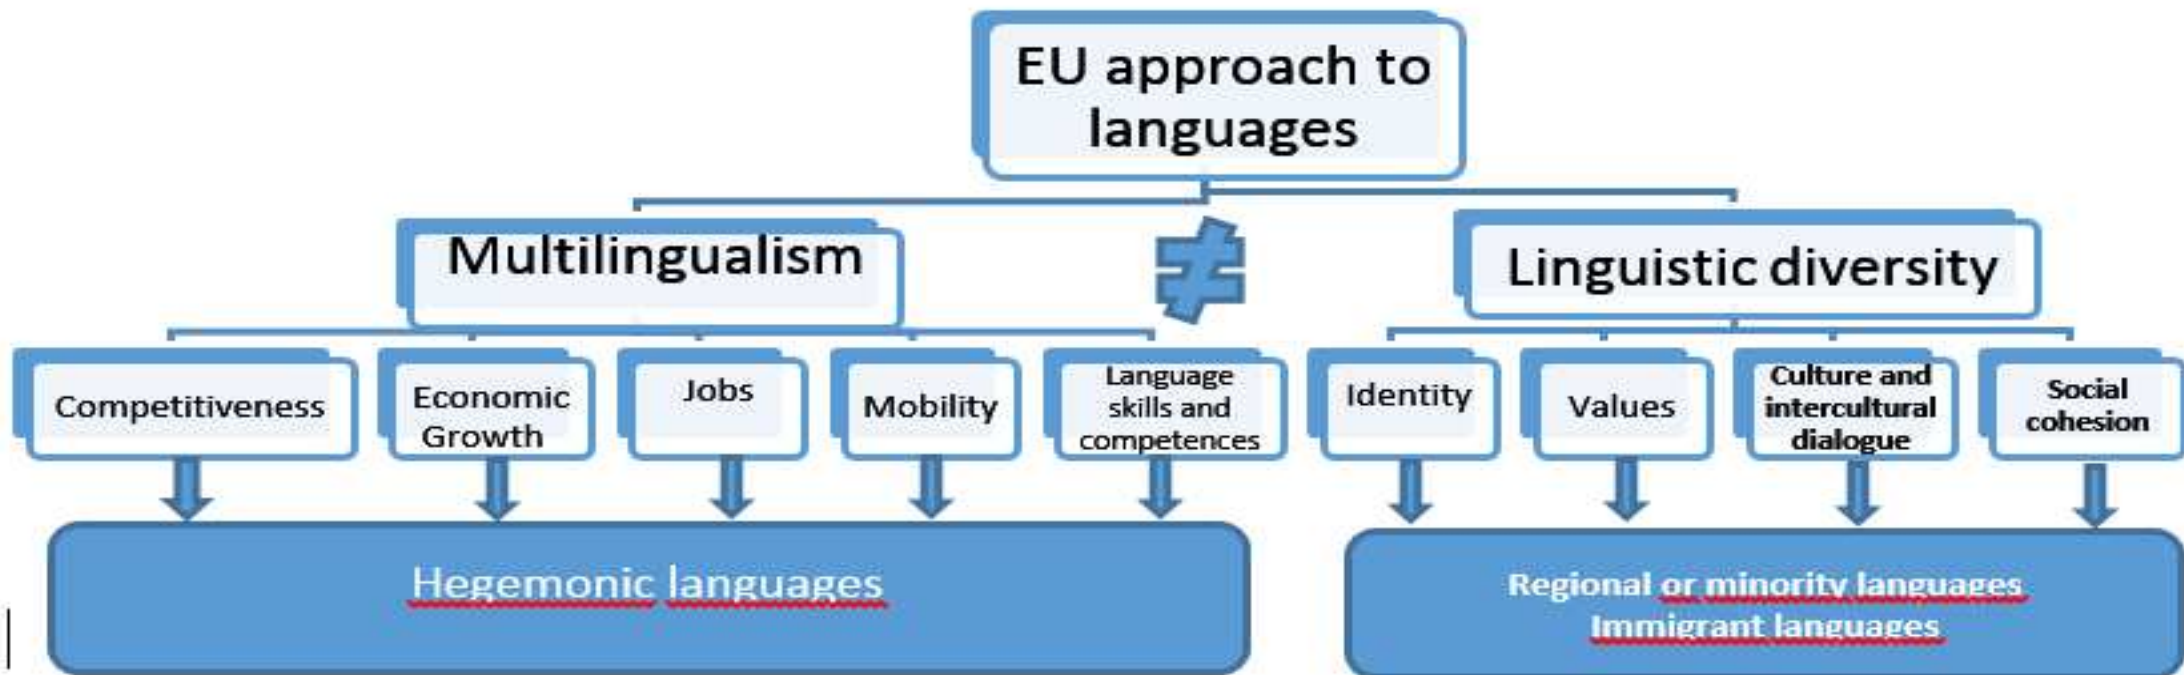 EU approach to
languages
Multilingualism
≠
Linguistic diversity
Competitiveness
Economic
Growth
Jobs
Mobility
Language
skills and
competences
Identity
Values
Culture and
intercultural
dialogue
Social
cohesion
Hegemonic languages
Regional or minority languages
Immigrant languages